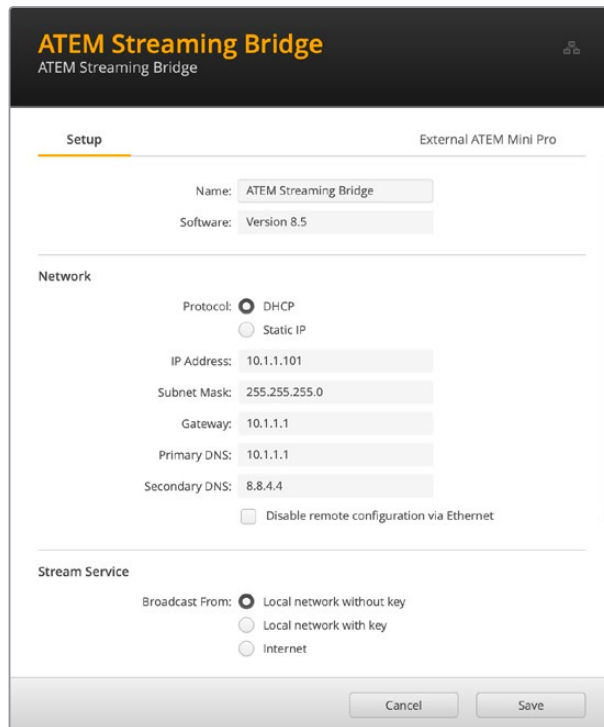 ATEM Streaming Bridge
ATEM Streaming Bridge
Setup External ATEM Mini Pro
Name: ATEM Streaming Bridge
Software: Version 8.5
Network
Protocol: DHCP
Static IP
IP Address: 10.1.1.101
Subnet Mask: 255.255.255.0
Gateway: 10.1.1.1
Primary DNS: 10.1.1.1
Secondary DNS: 8.8.4.4
Disable remote configuration via Ethernet
Stream Service
Broadcast From: Local network without key
Local network with key
Internet
Cancel Save